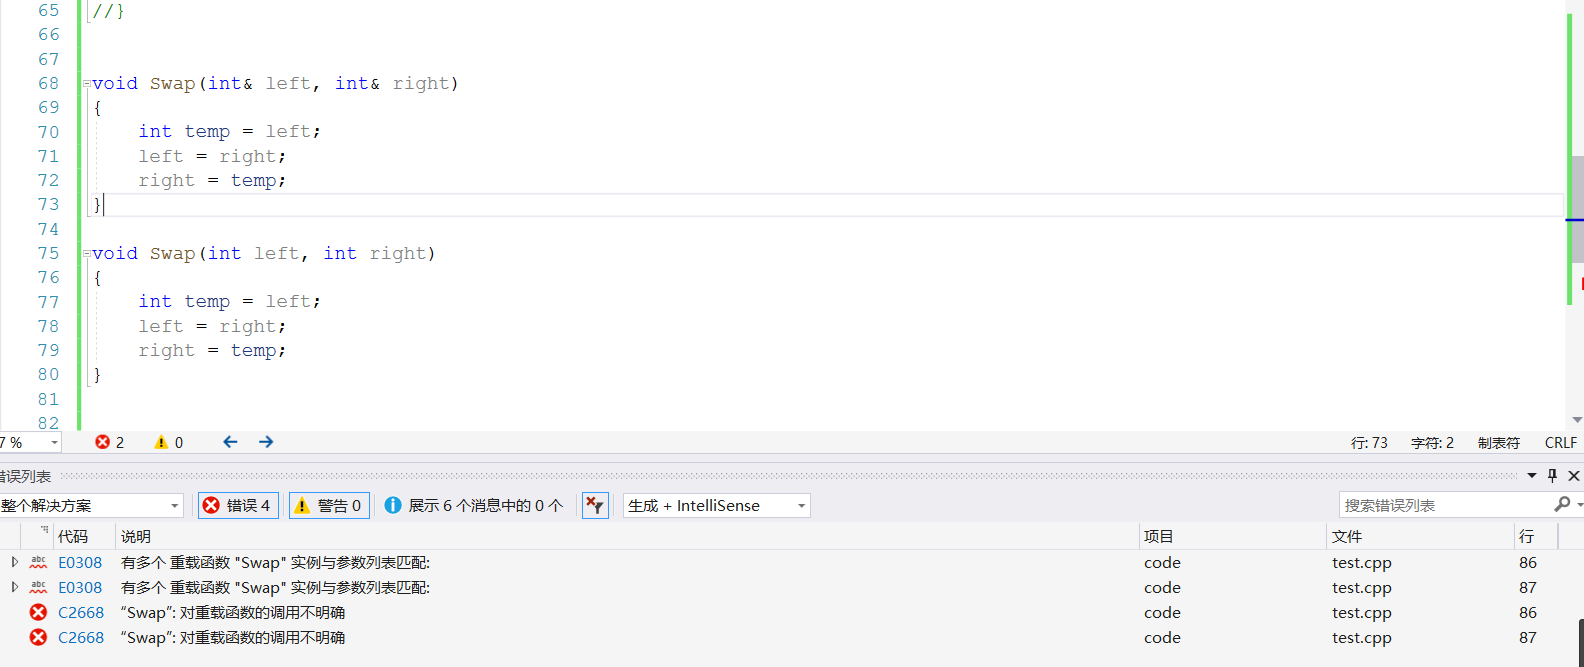 65 //}
66
67
68 void Swap(int& left, int& right)
69 {
70 int temp = left;
71 left = right;
72 right = temp;
73 }
74
75 void Swap(int left, int right)
76 {
77 int temp = left;
78 left = right;
79 right = temp;
80 }
81
82
7 % 2 0 行: 73 字符: 2 制表符 CRLF
错误列表
整个解决方案 错误 4 警告 0 展示 6 个消息中的 0 个 生成 + IntelliSense 搜索错误列表
代码 说明 项目 文件 行
abc E0308 有多个 重载函数 "Swap" 实例与参数列表匹配: code test.cpp 86
abc E0308 有多个 重载函数 "Swap" 实例与参数列表匹配: code test.cpp 87
C2668 “Swap”: 对重载函数的调用不明确 code test.cpp 86
C2668 “Swap”: 对重载函数的调用不明确 code test.cpp 87